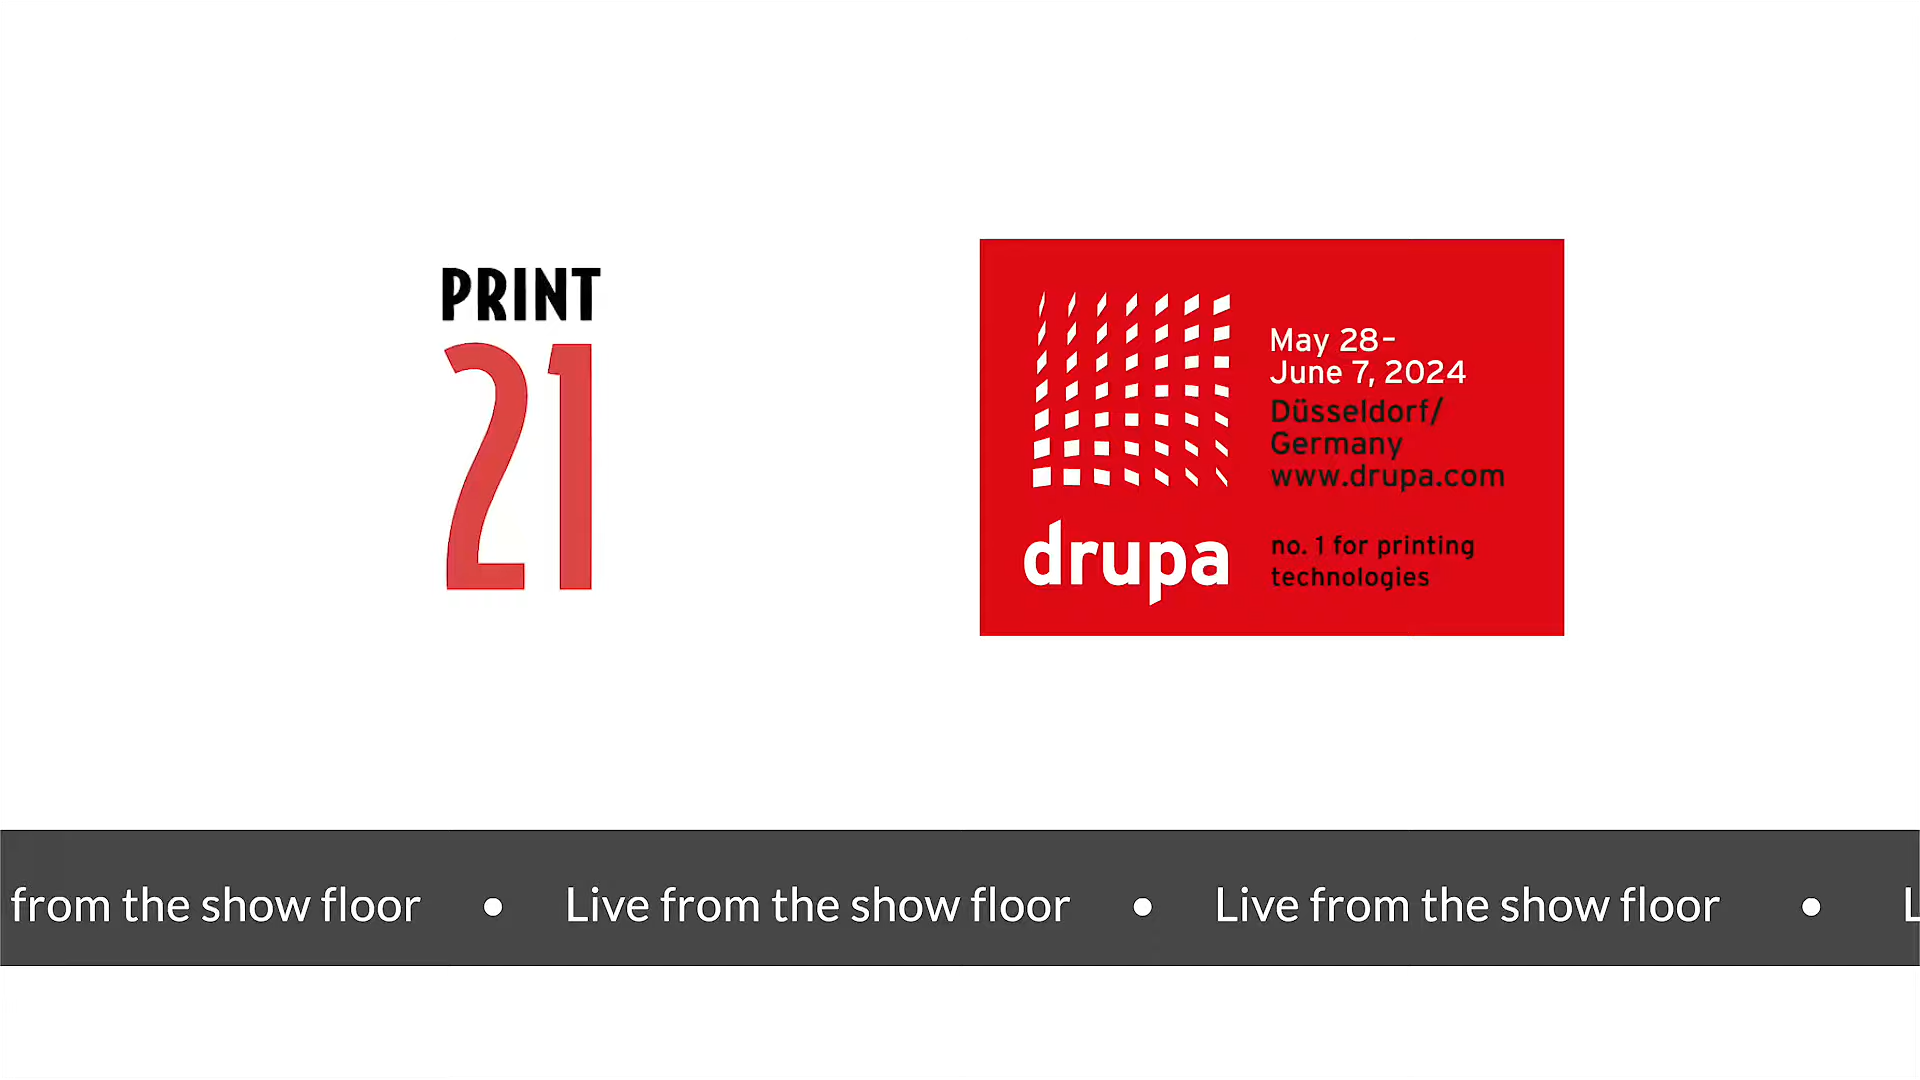 PRINT
21
May 28–
June 7, 2024
Düsseldorf/
Germany
www.drupa.com
drupa
no. 1 for printing
technologies
from the show floor • Live from the show floor • Live from the show floor • L